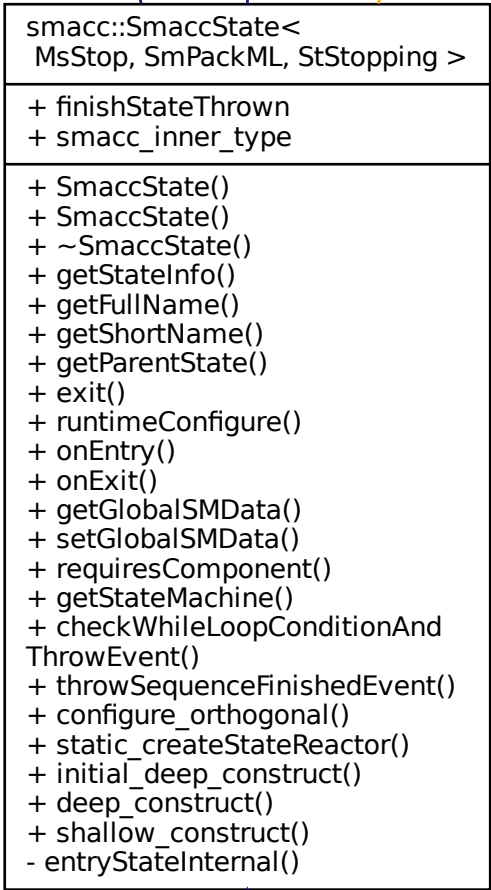 smacc::SmaccState<
MsStop, SmPackML, StStopping >
+ finishStateThrown
+ smacc_inner_type
+ SmaccState()
+ SmaccState()
+ ~SmaccState()
+ getStateInfo()
+ getFullName()
+ getShortName()
+ getParentState()
+ exit()
+ runtimeConfigure()
+ onEntry()
+ onExit()
+ getGlobalSMData()
+ setGlobalSMData()
+ requiresComponent()
+ getStateMachine()
+ checkWhileLoopConditionAnd
ThrowEvent()
+ throwSequenceFinishedEvent()
+ configure_orthogonal()
+ static_createStateReactor()
+ initial_deep_construct()
+ deep_construct()
+ shallow_construct()
- entryStateInternal()